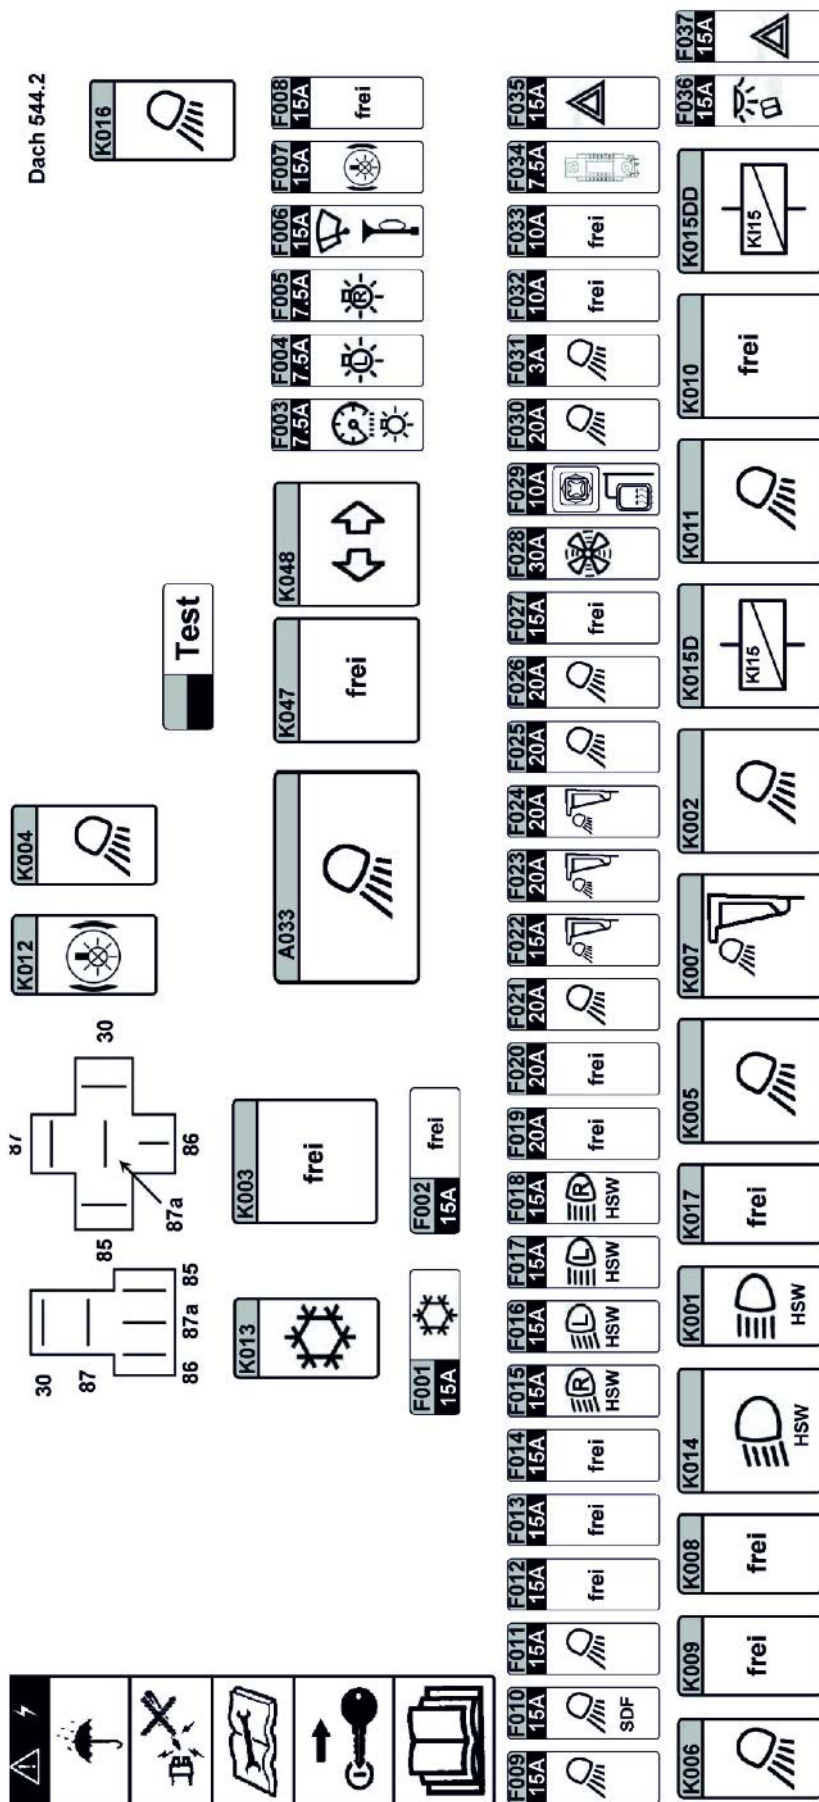 Dach 544.2
K016
K004
K012
30
87
86
87a
85
85
87a
86
30
87
Test
F008
15A
frei
F007
15A
F006
15A
F005
7.5A
R
F004
7.5A
L
F003
7.5A
K048
K047
frei
A033
K003
frei
K013
F002
15A
frei
F001
15A
F009
15A
F010
15A
SDF
F011
15A
F012
15A
frei
F013
15A
frei
F014
15A
frei
F015
15A
R
HSW
F016
15A
L
HSW
F017
15A
L
HSW
F018
15A
R
HSW
F019
20A
frei
F020
20A
frei
F021
20A
F022
15A
F023
20A
F024
20A
F025
20A
F026
20A
F027
15A
frei
F028
30A
F029
10A
F030
20A
F031
3A
F032
10A
frei
F033
10A
frei
F034
7.5A
F035
15A
K006
K009
frei
K008
frei
K014
HSW
K001
HSW
K017
frei
K005
K007
K002
K015D
KI15
K011
K010
frei
K015DD
KI15
F036
15A
F037
15A